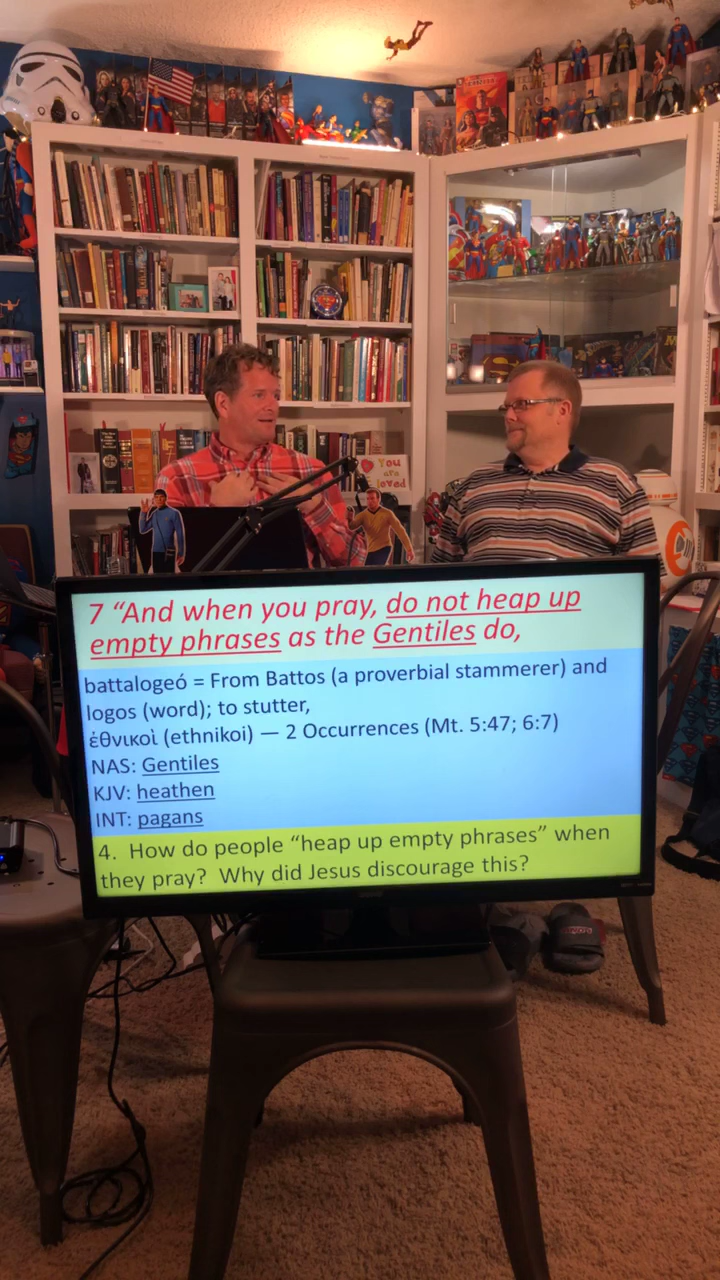 You
are
loved
7 “And when you pray, do not heap up
empty phrases as the Gentiles do,
battalogeó = From Battos (a proverbial stammerer) and
logos (word); to stutter,
ἐθνικοὶ (ethnikoi) — 2 Occurrences (Mt. 5:47; 6:7)
NAS: Gentiles
KJV: heathen
INT: pagans
4. How do people “heap up empty phrases” when
they pray? Why did Jesus discourage this?